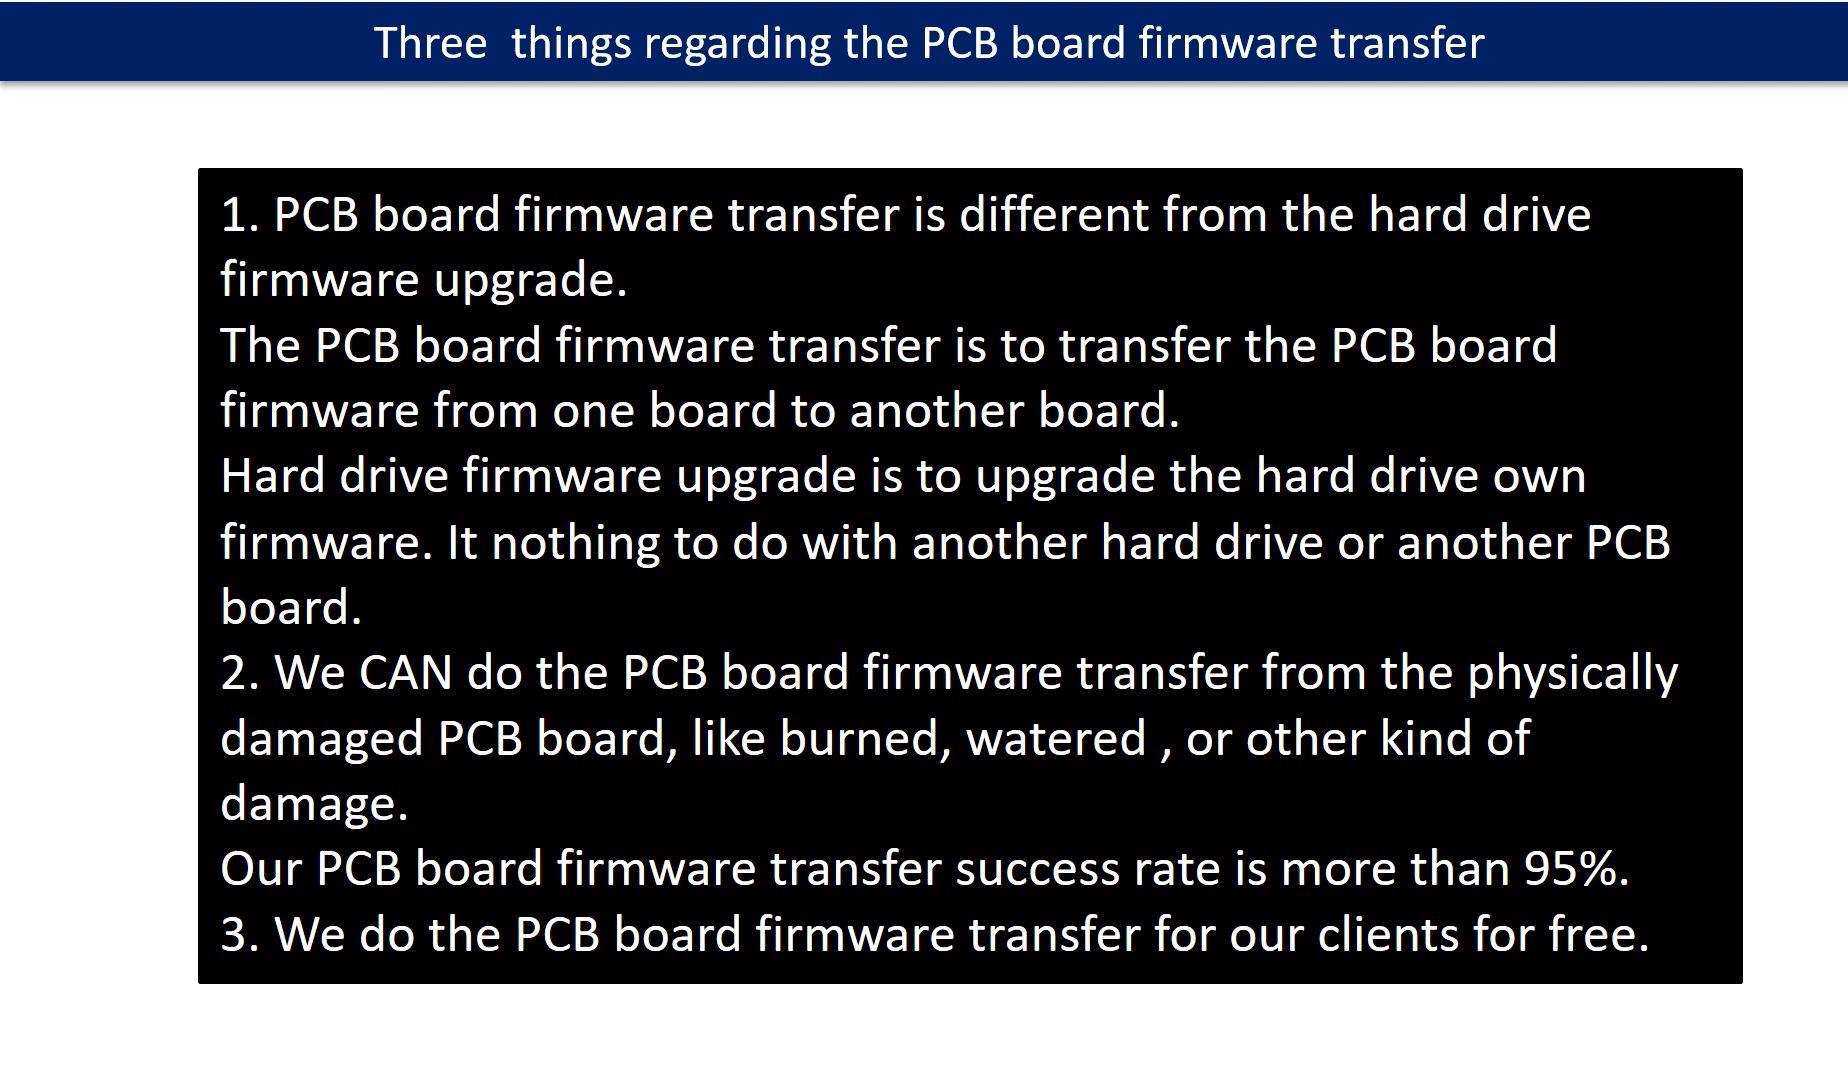 Three  things regarding the PCB board firmware transfer
1. PCB board firmware transfer is different from the hard drive
firmware upgrade.
The PCB board firmware transfer is to transfer the PCB board
firmware from one board to another board.
Hard drive firmware upgrade is to upgrade the hard drive own
firmware. It nothing to do with another hard drive or another PCB
board.
2. We CAN do the PCB board firmware transfer from the physically
damaged PCB board, like burned, watered , or other kind of
damage.
Our PCB board firmware transfer success rate is more than 95%.
3. We do the PCB board firmware transfer for our clients for free.